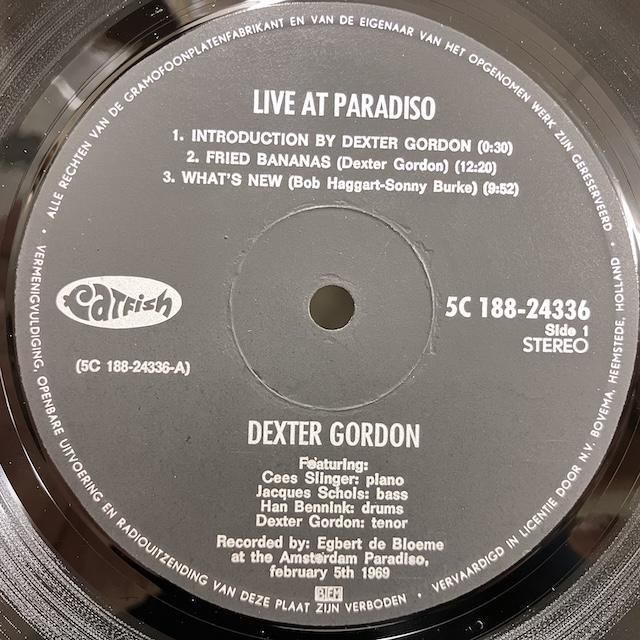 LIVE AT PARADISO
1. INTRODUCTION BY DEXTER GORDON (0:30)
2. FRIED BANANAS (Dexter Gordon) (12:20)
3. WHAT'S NEW (Bob Haggart-Sonny Burke) (9:52)
catfish
5C 188-24336
Side 1
STEREO
(5C 188-24336-A)
DEXTER GORDON
Featuring:
Cees Slinger: piano
Jacques Schols: bass
Han Bennink: drums
Dexter Gordon: tenor
Recorded by: Egbert de Bloeme
at the Amsterdam Paradiso,
february 5th 1969
BIEM
• ALLE RECHTEN VAN DE GRAMOFOONPLATENFABRIKANT EN VAN DE EIGENAAR VAN HET OPGENOMEN WERK ZIJN GERESERVEERD •
VERMENIGVULDIGING, OPENBARE UITVOERING EN RADIOUITZENDING VAN DEZE PLAAT ZIJN VERBODEN •
VERVAARDIGD IN LICENTIE DOOR N.V. BOVEMA, HEEMSTEDE, HOLLAND •